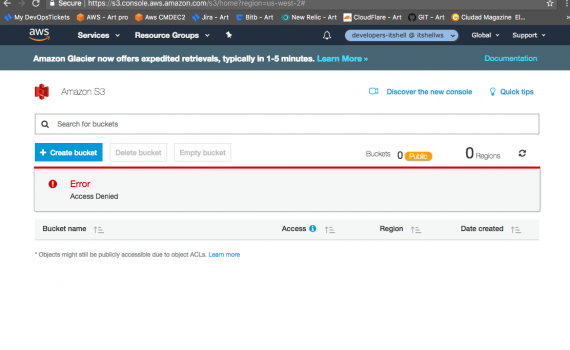 Secure https://s3.console.aws.amazon.com/s3/home?region=us-west-2#
My DevOpsTickets AWS - Art pro Aws CMDEC2 Jira - Art Bitb - Art New Relic - Art CloudFlare - Art GIT - Art Ciudad Magazine El...
aws Services Resource Groups developers-itshell @ itshellws Global Support
Amazon Glacier now offers expedited retrievals, typically in 1-5 minutes. Learn More » Documentation
Amazon S3 Discover the new console Quick tips
Search for buckets
+ Create bucket Delete bucket Empty bucket Buckets 0 Public 0 Regions
Error
Access Denied
Bucket name Access Region Date created
* Objects might still be publicly accessible due to object ACLs. Learn more